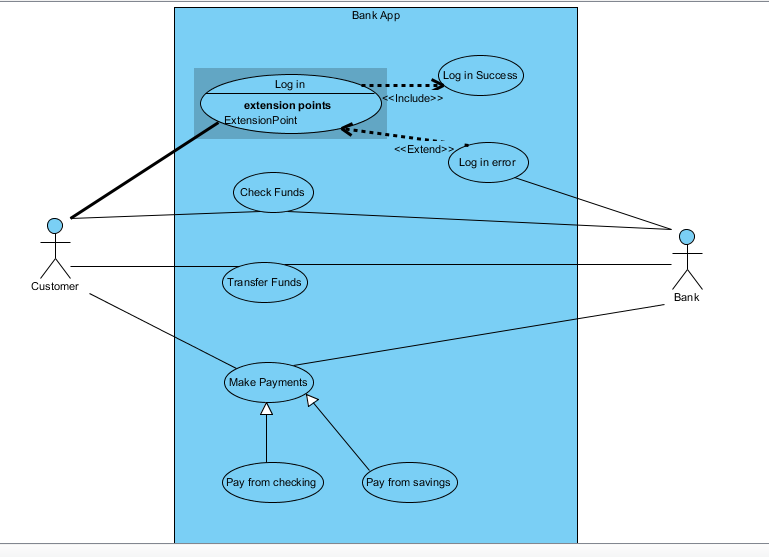 Bank App
Log in
extension points
ExtensionPoint
Log in Success
<<Include>>
<<Extend>>
Log in error
Check Funds
Customer
Transfer Funds
Bank
Make Payments
Pay from checking
Pay from savings